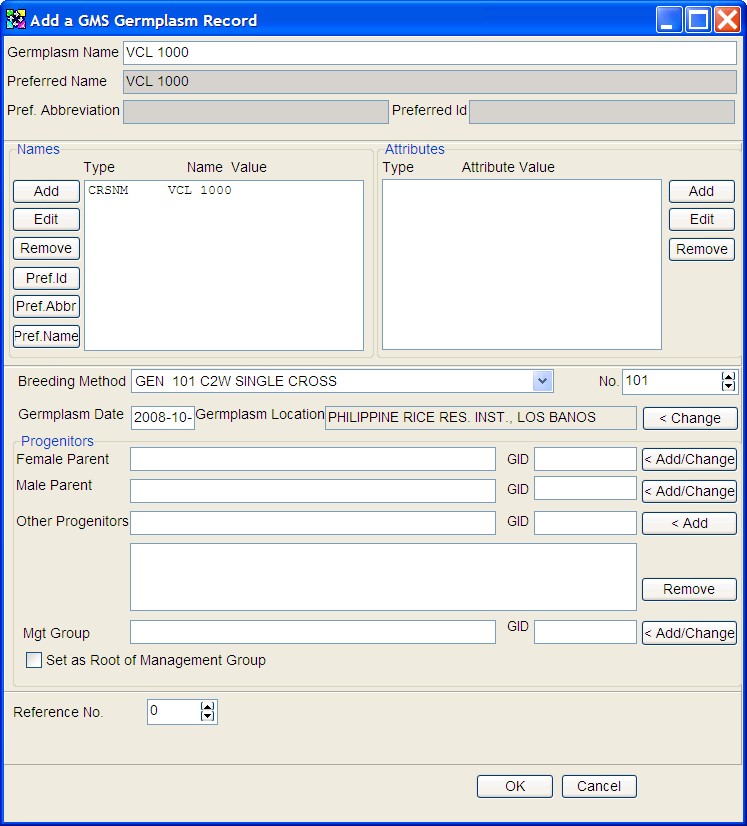 Add a GMS Germplasm Record
Germplasm Name VCL 1000
Preferred Name VCL 1000
Pref. Abbreviation Preferred Id
Names Attributes
Type Name Value Type Attribute Value
Add CRSNM VCL 1000 Add
Edit Edit
Remove Remove
Pref.Id
Pref.Abbr
Pref.Name
Breeding Method GEN 101 C2W SINGLE CROSS No. 101
Germplasm Date 2008-10- Germplasm Location PHILIPPINE RICE RES. INST., LOS BANOS < Change
Progenitors
Female Parent GID < Add/Change
Male Parent GID < Add/Change
Other Progenitors GID < Add
Remove
Mgt Group GID < Add/Change
Set as Root of Management Group
Reference No. 0
OK Cancel